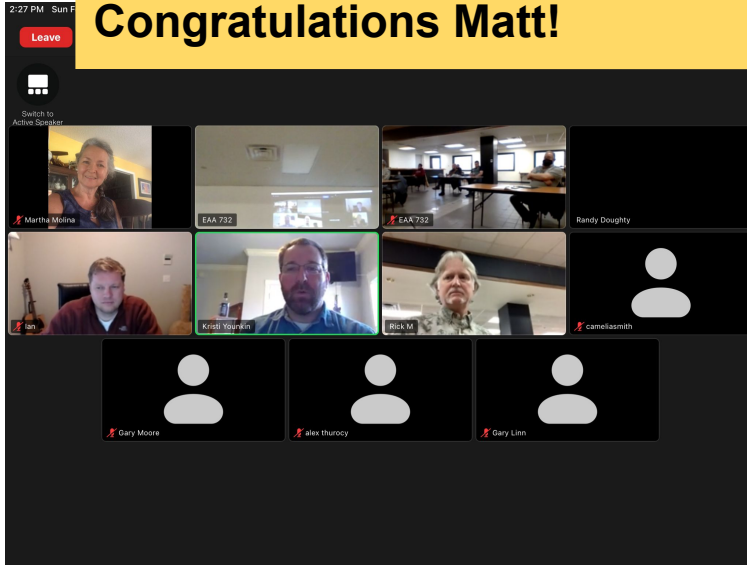 2:27 PM Sun F
Congratulations Matt!
Leave
Switch to
Active Speaker
Martha Molina
EAA 732
EAA 732
Randy Doughty
Ian
Kristi Younkin
Rick M
cameliasmith
Gary Moore
alex thurocy
Gary Linn